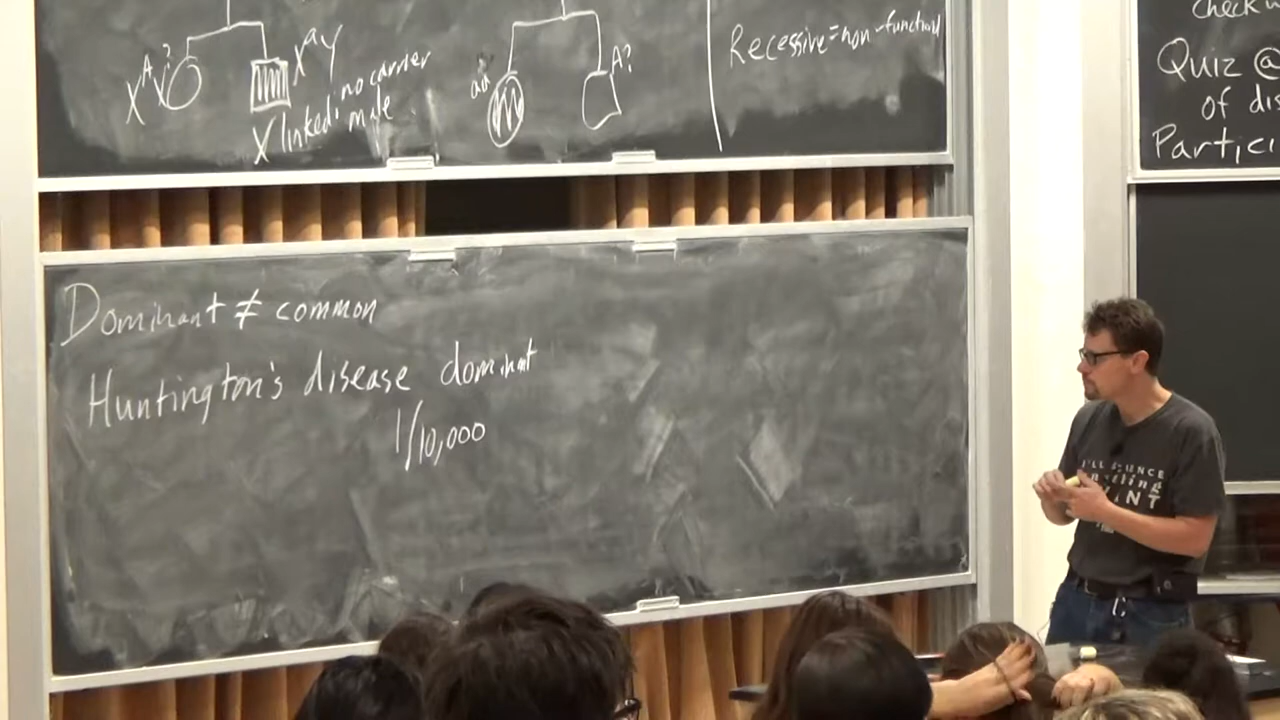 X^A ?
X^a Y
X linked: no carrier
male
aa
A?
Recessive = non-functional
Dominant ≠ common
Huntington's disease dominant
1/10,000
Check
Quiz @
of dis
Partici